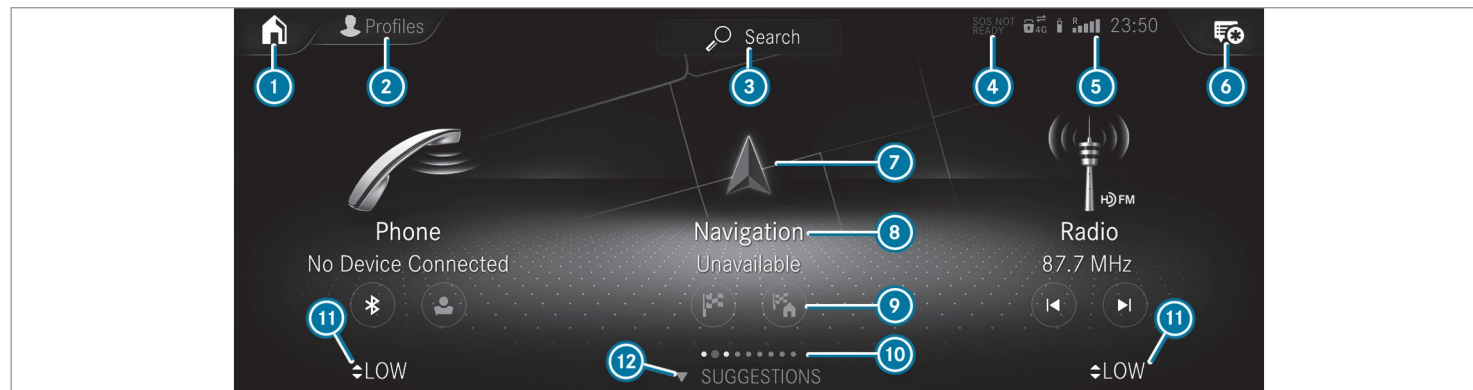 Profiles
Search
SOS NOT
READY
4G
R
23:50
1
2
3
4
5
6
7
HD FM
Phone
Navigation
8
Radio
No Device Connected
Unavailable
87.7 MHz
9
11
11
10
12
LOW
SUGGESTIONS
LOW